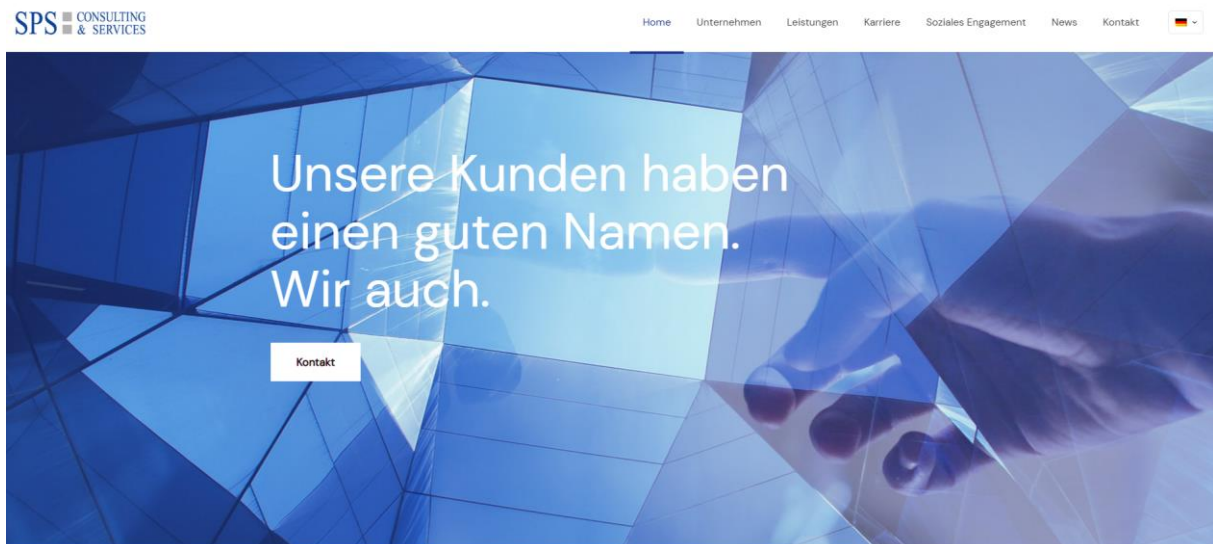 SPS CONSULTING
& SERVICES
Home Unternehmen Leistungen Karriere Soziales Engagement News Kontakt
Unsere Kunden haben
einen guten Namen.
Wir auch.
Kontakt